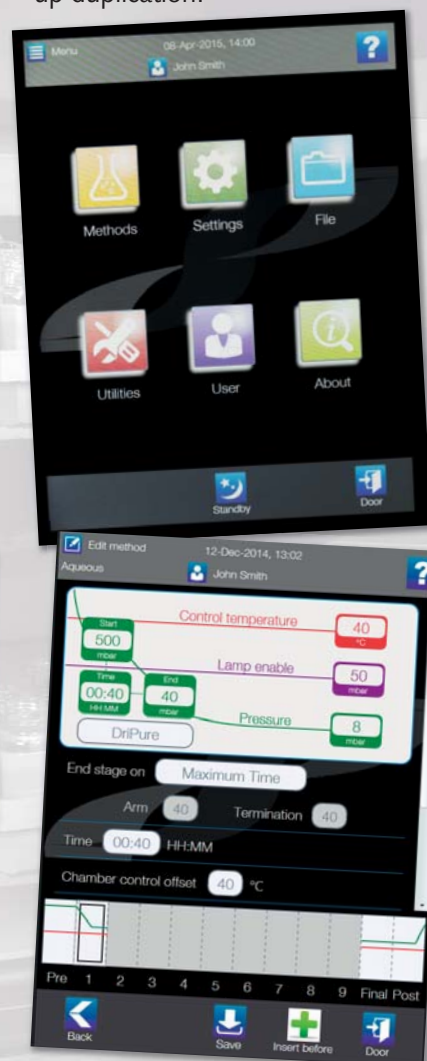 up duplication.
Menu
08-Apr-2015, 14:00
?
John Smith
Methods Settings File
Utilities User About
Standby
Door
Edit method
12-Dec-2014, 13:02
?
Aqueous
John Smith
Control temperature
40
°C
Start
500
mbar
Lamp enable
50
mbar
Time
00:40
HH:MM
End
40
mbar
Pressure
8
mbar
DriPure
End stage on Maximum Time
Arm 40 Termination 40
Time 00:40 HH:MM
Chamber control offset 40 °C
Pre 1 2 3 4 5 6 7 8 9 Final Post
Back
Save
Insert before
Door